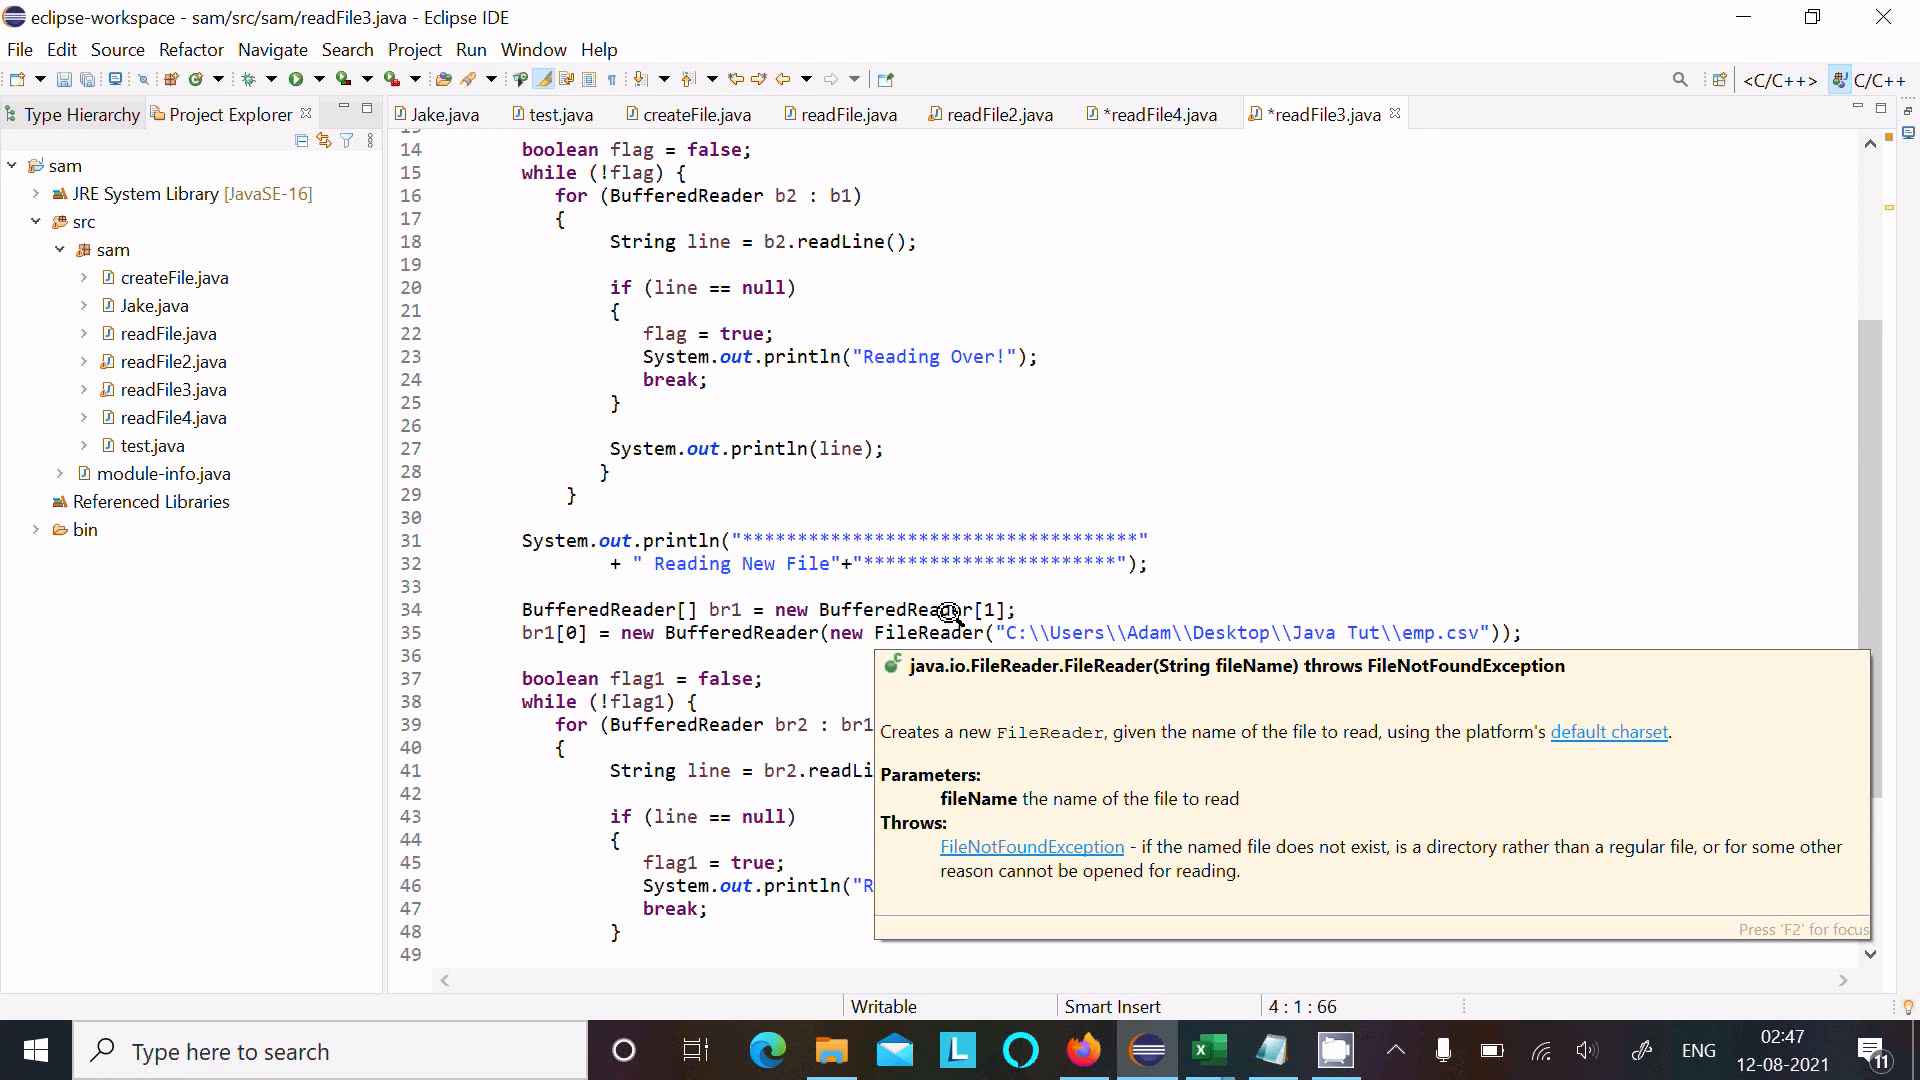 eclipse-workspace - sam/src/sam/readFile3.java - Eclipse IDE
File Edit Source Refactor Navigate Search Project Run Window Help
<C/C++> C/C++
Type Hierarchy Project Explorer
Jake.java test.java createFile.java readFile.java readFile2.java *readFile4.java *readFile3.java
sam
JRE System Library [JavaSE-16]
src
sam
createFile.java
Jake.java
readFile.java
readFile2.java
readFile3.java
readFile4.java
test.java
module-info.java
Referenced Libraries
bin
14 boolean flag = false;
15 while (!flag) {
16 for (BufferedReader b2 : b1)
17 {
18 String line = b2.readLine();
19
20 if (line == null)
21 {
22 flag = true;
23 System.out.println("Reading Over!");
24 break;
25 }
26
27 System.out.println(line);
28 }
29 }
30
31 System.out.println("************************************"
32 + " Reading New File"+"***********************");
33
34 BufferedReader[] br1 = new BufferedReader[1];
35 br1[0] = new BufferedReader(new FileReader("C:\\Users\\Adam\\Desktop\\Java Tut\\emp.csv"));
36
37 boolean flag1 = false;
38 while (!flag1) {
39 for (BufferedReader br2 : br1
40 {
41 String line = br2.readLi
42
43 if (line == null)
44 {
45 flag1 = true;
46 System.out.println("R
47 break;
48 }
49
java.io.FileReader.FileReader(String fileName) throws FileNotFoundException
Creates a new FileReader, given the name of the file to read, using the platform's default charset.
Parameters:
fileName the name of the file to read
Throws:
FileNotFoundException - if the named file does not exist, is a directory rather than a regular file, or for some other
reason cannot be opened for reading.
Press 'F2' for focus
Writable Smart Insert 4 : 1 : 66
Type here to search
ENG
02:47
12-08-2021
11